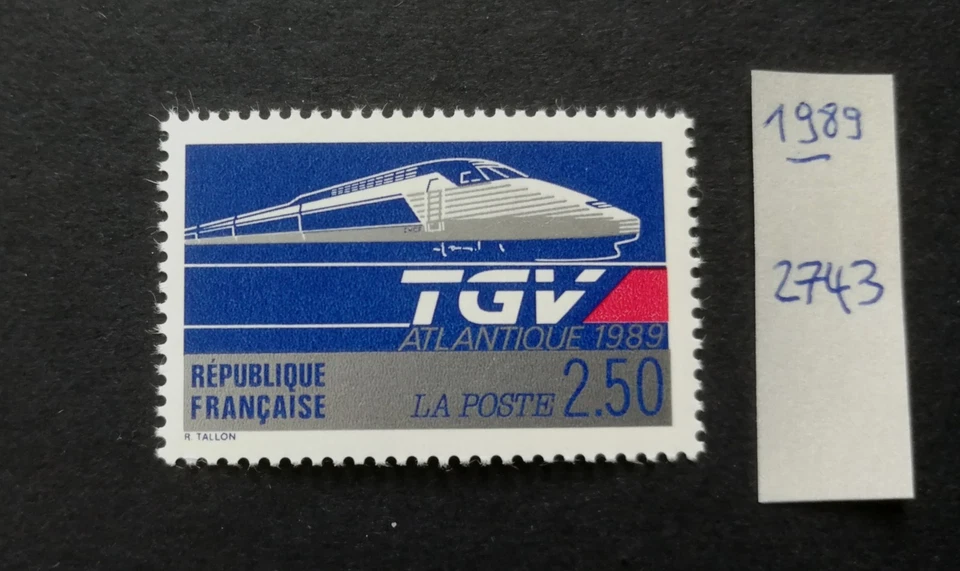 TGV
ATLANTIQUE 1989
RÉPUBLIQUE
FRANÇAISE
LA POSTE 2.50
R. TALLON
1989
2743